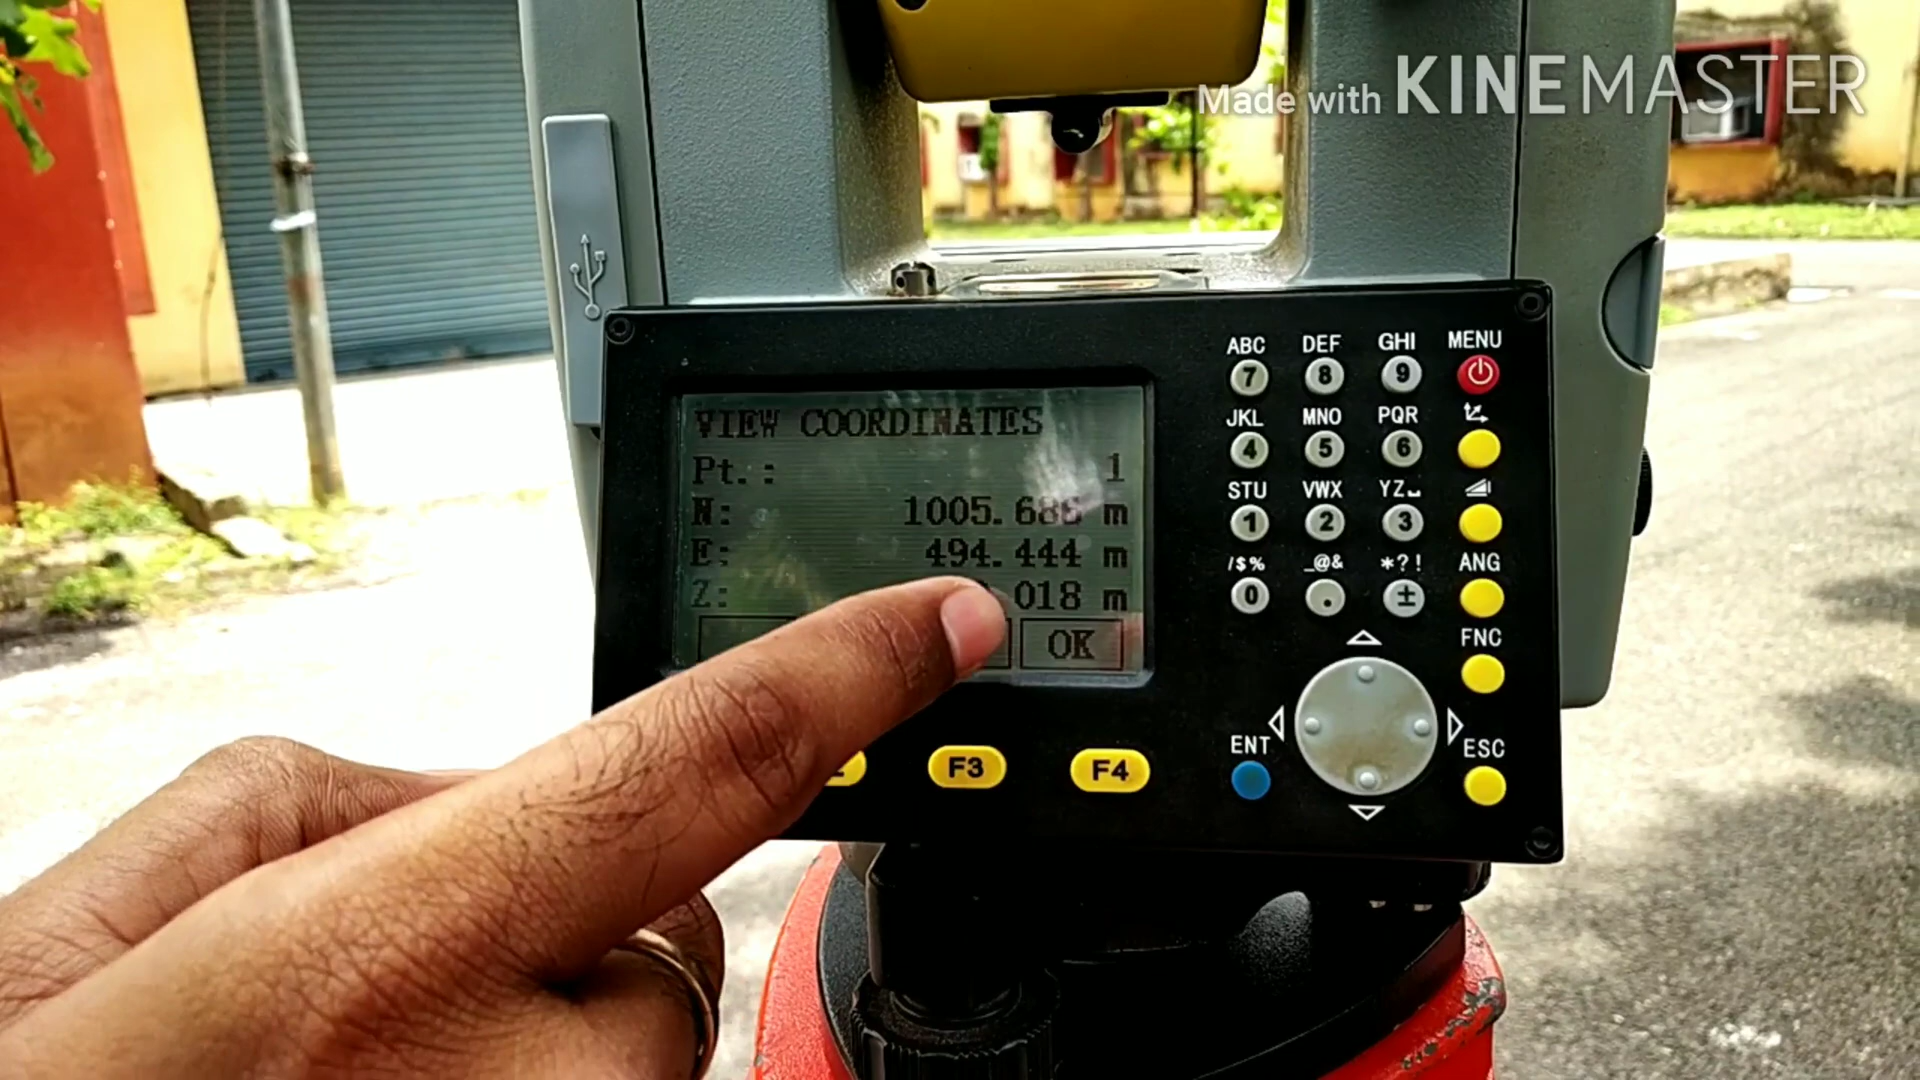 Made with KINEMASTER
VIEW COORDINATES
Pt.: 1
N: 1005.686 m
E: 494.444 m
Z: 018 m
OK
F3 F4
ABC DEF GHI MENU
7 8 9
JKL MNO PQR
4 5 6
STU VWX YZ
1 2 3
/$% _@& *?! ANG
0 . ±
FNC
ENT ESC